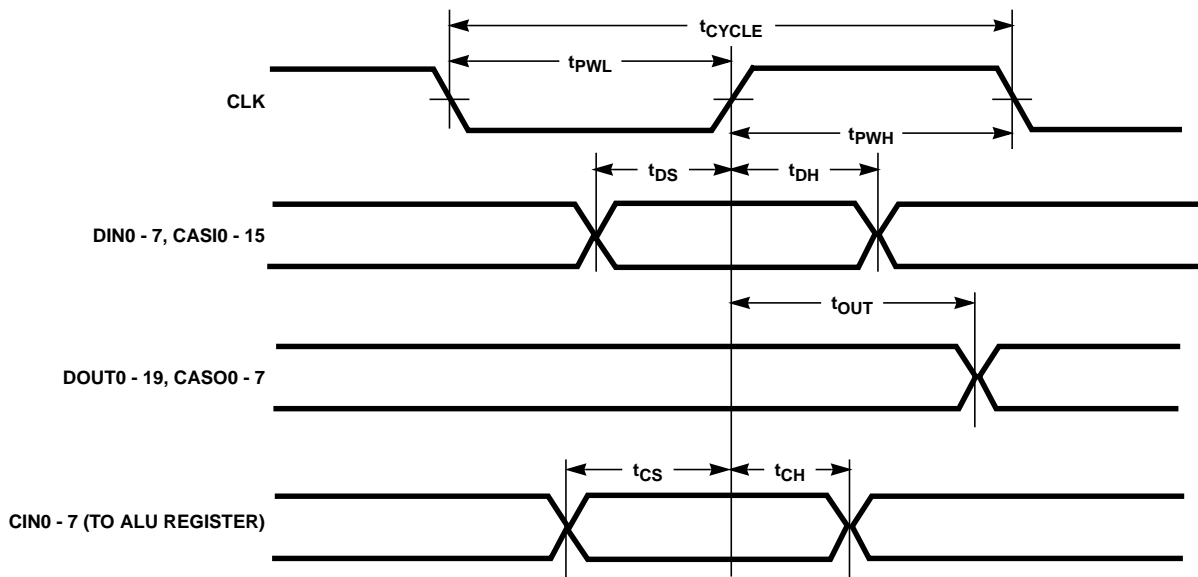 tCYCLE
tPWL
CLK
tPWH
tDS
tDH
DIN0 - 7, CASI0 - 15
tOUT
DOUT0 - 19, CASO0 - 7
tCS
tCH
CIN0 - 7 (TO ALU REGISTER)